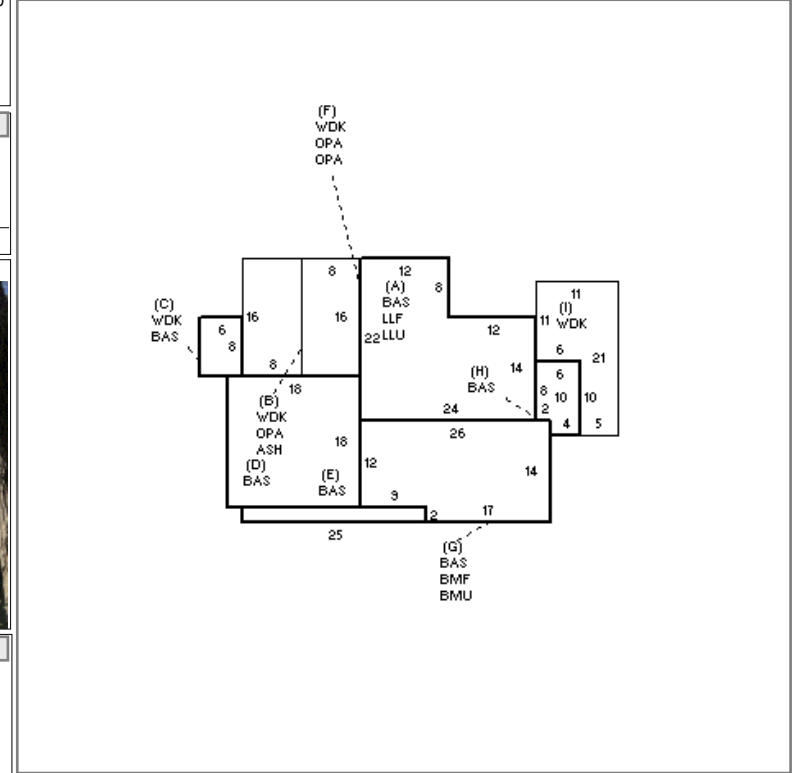 (F)
WDK
OPA
OPA
8
12
(A)
BAS
LLF
LLU
8
11
(I)
WDK
(C)
WDK
BAS
6
8
16
16
22
12
11
6
21
8
14
(H)
BAS
6
8
10
10
2
4
5
18
(B)
WDK
OPA
ASH
(D)
BAS
24
26
18
(E)
BAS
12
14
9
2
17
25
(G)
BAS
BMF
BMU